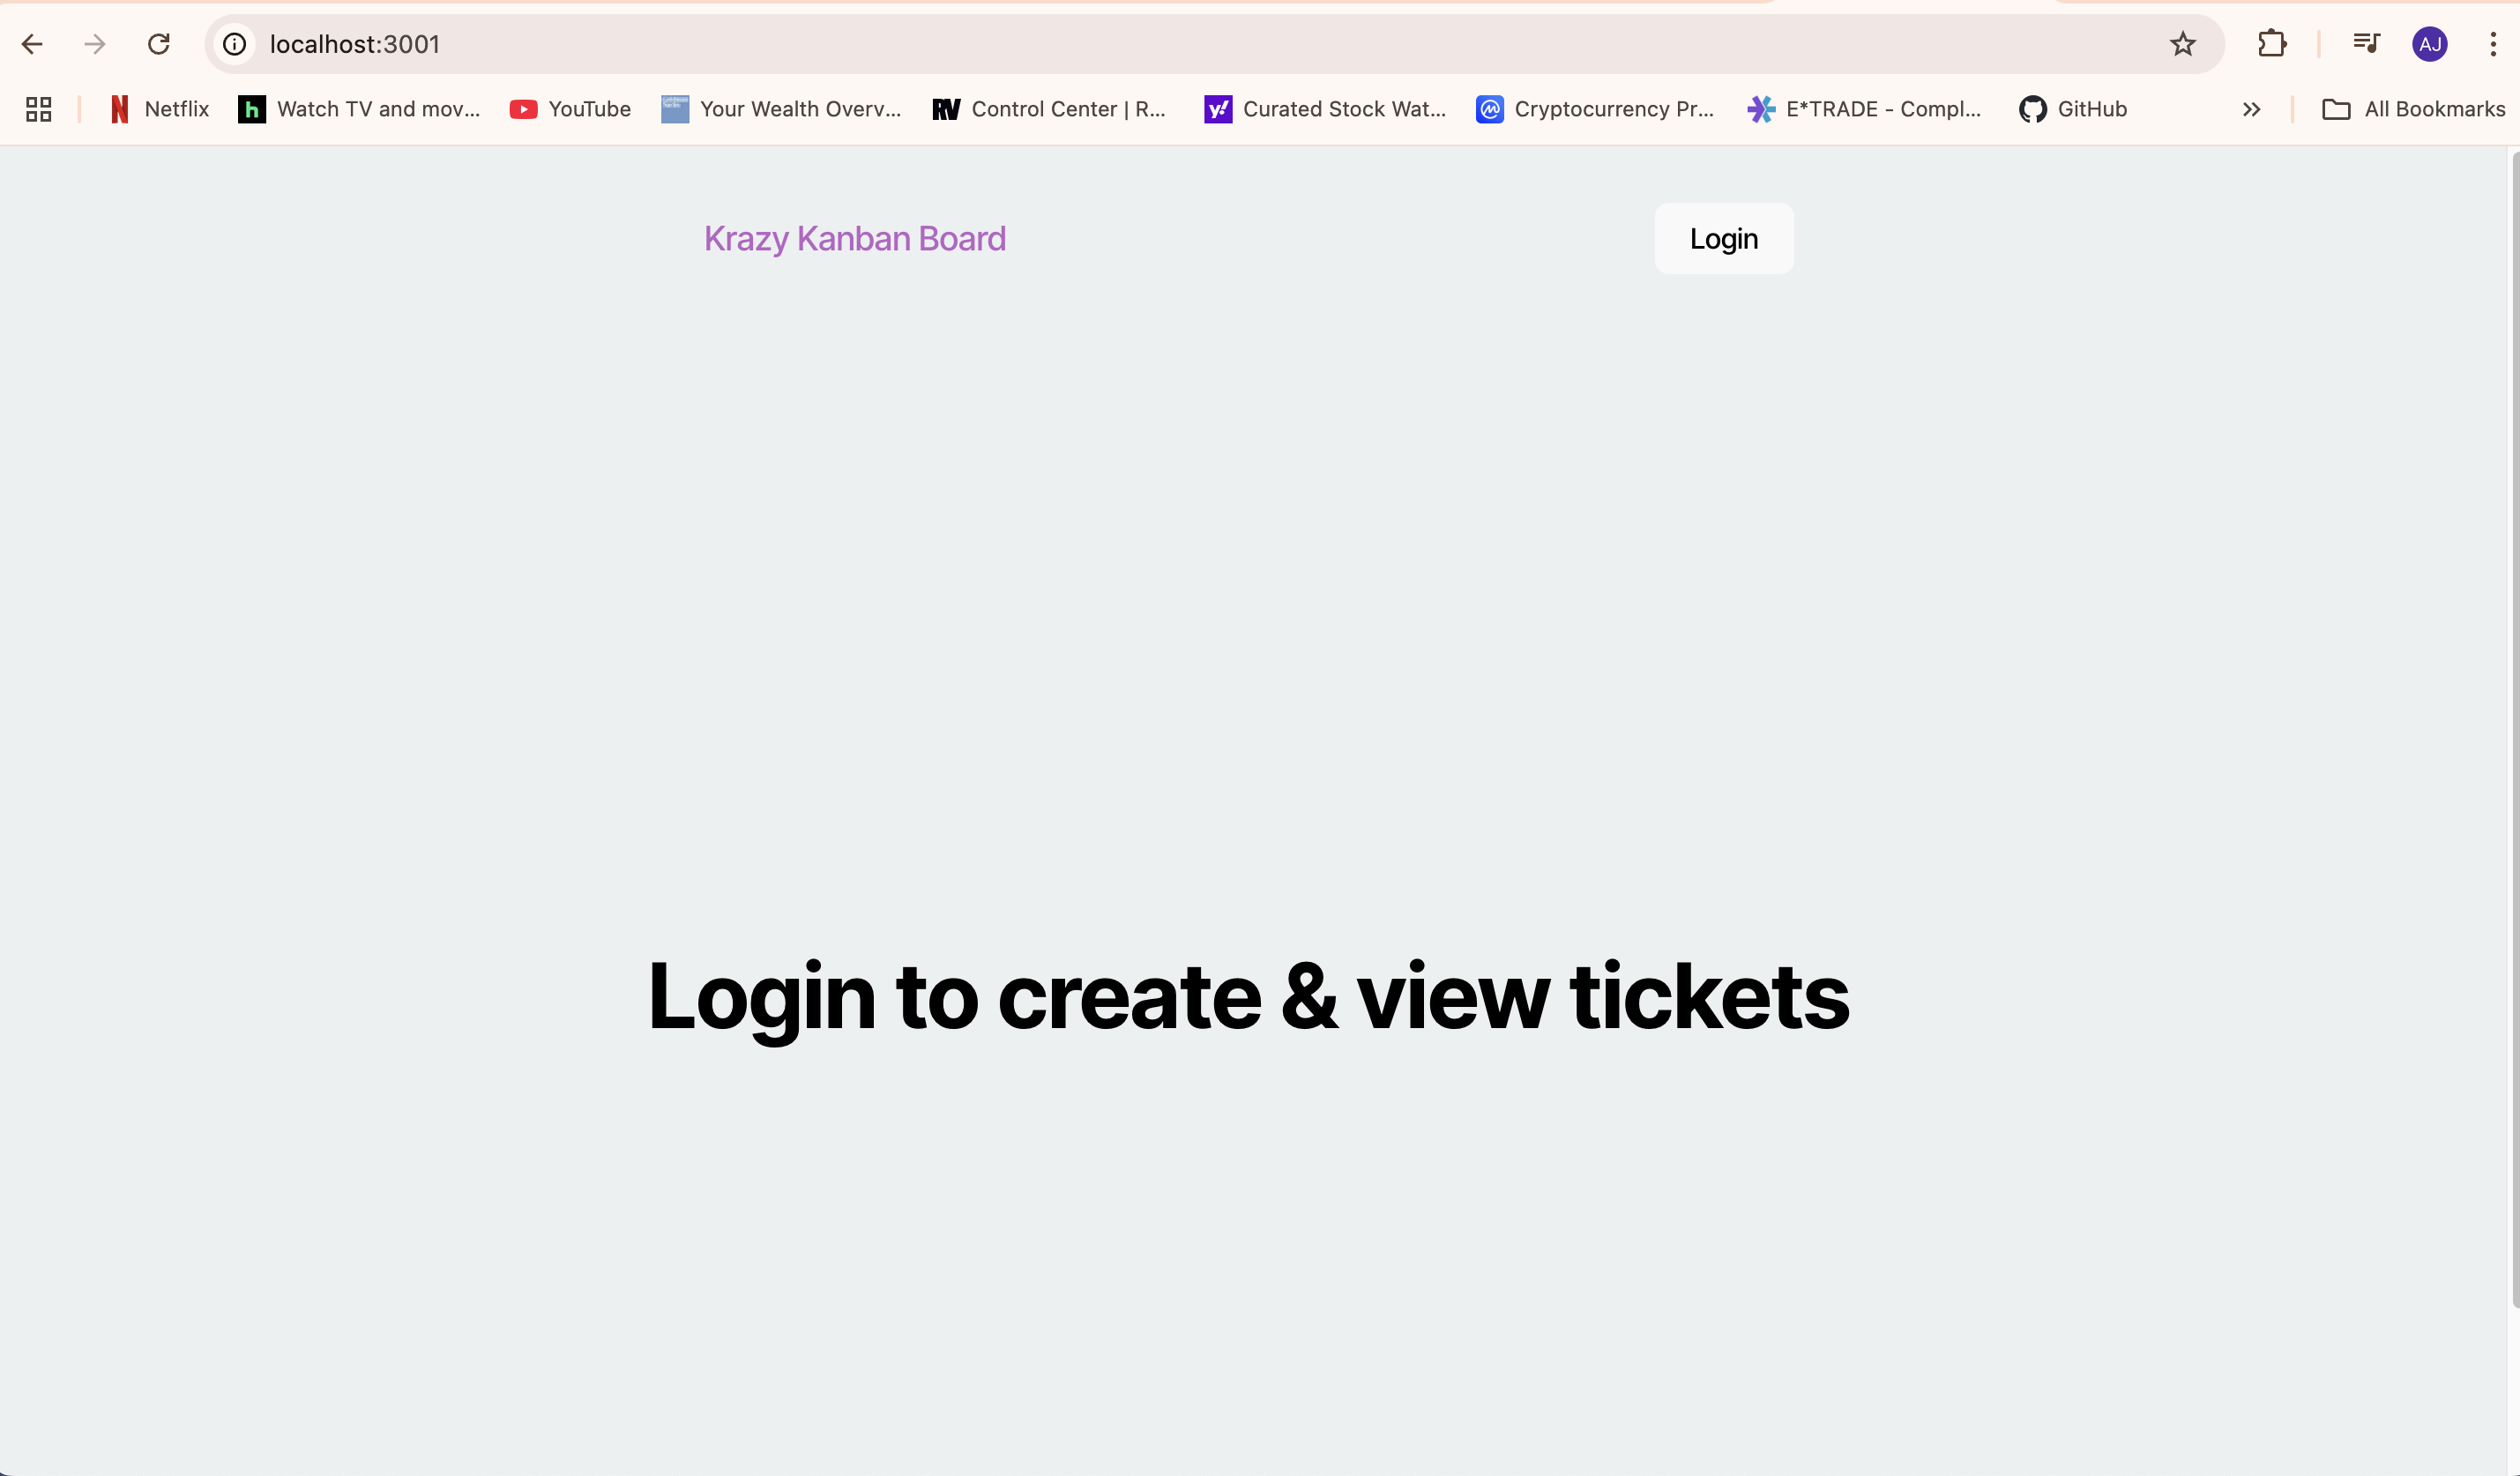 localhost:3001
AJ
Netflix
Watch TV and mov...
YouTube
Your Wealth Overv...
Control Center | R...
Curated Stock Wat...
Cryptocurrency Pr...
E*TRADE - Compl...
GitHub
All Bookmarks
Krazy Kanban Board
Login
Login to create & view tickets